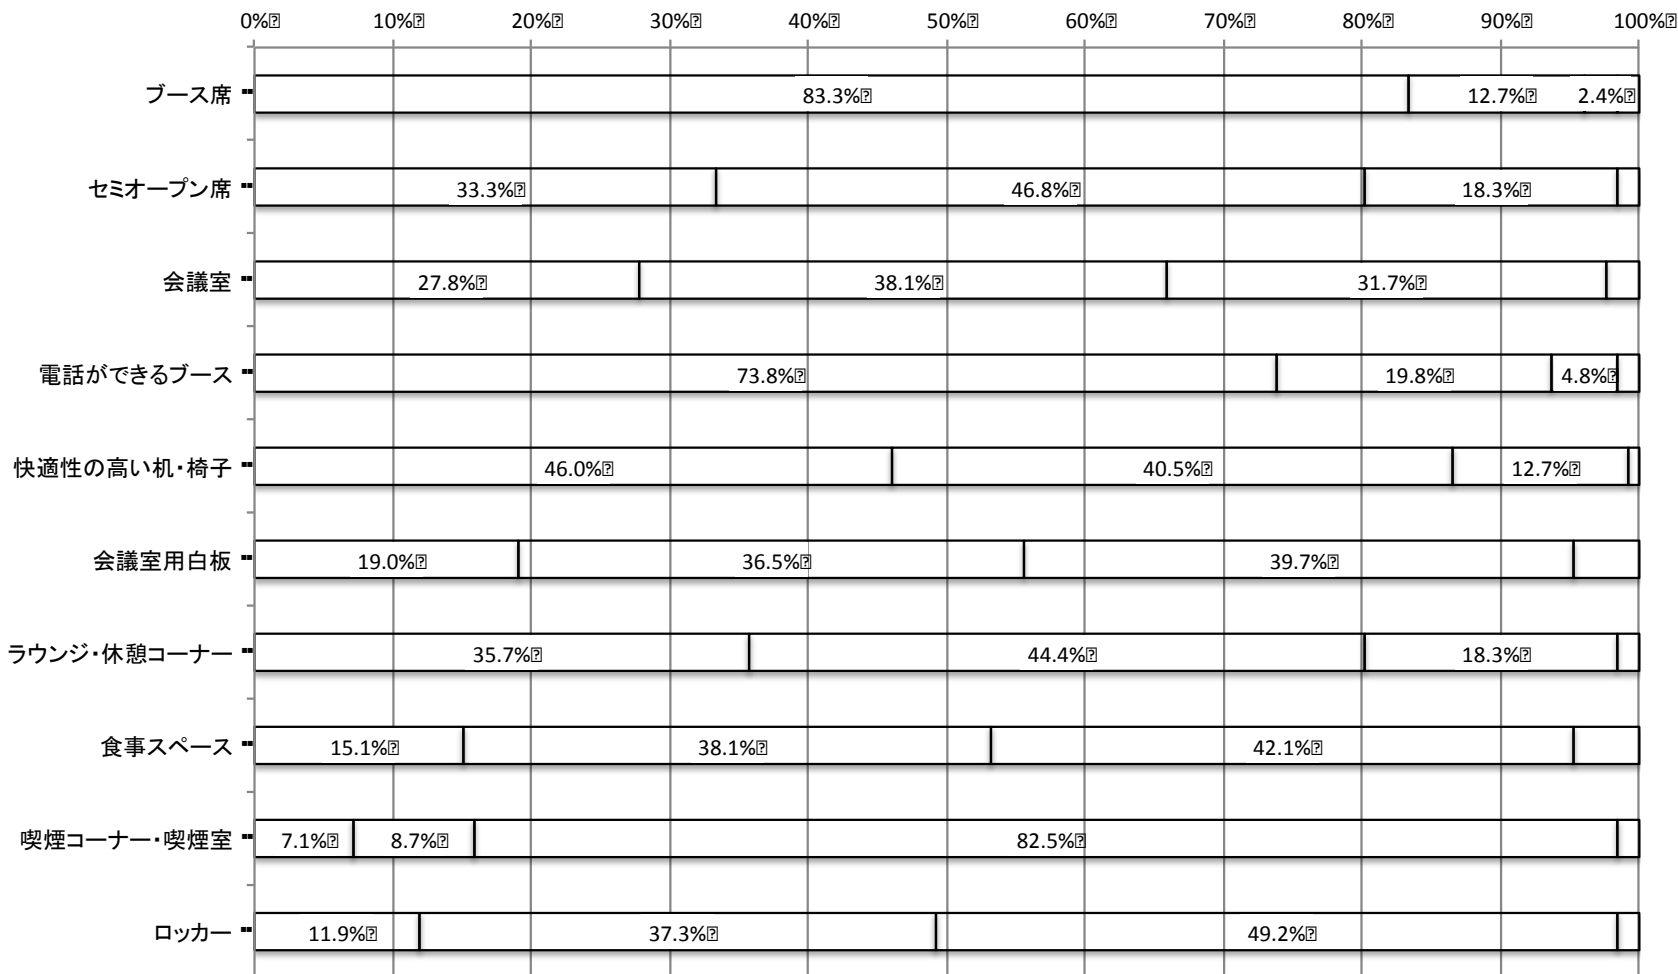 0% 10% 20% 30% 40% 50% 60% 70% 80% 90% 100%
ブース席 83.3% 12.7% 2.4%
セミオープン席 33.3% 46.8% 18.3%
会議室 27.8% 38.1% 31.7%
電話ができるブース 73.8% 19.8% 4.8%
快適性の高い机・椅子 46.0% 40.5% 12.7%
会議室用白板 19.0% 36.5% 39.7%
ラウンジ・休憩コーナー 35.7% 44.4% 18.3%
食事スペース 15.1% 38.1% 42.1%
喫煙コーナー・喫煙室 7.1% 8.7% 82.5%
ロッカー 11.9% 37.3% 49.2%